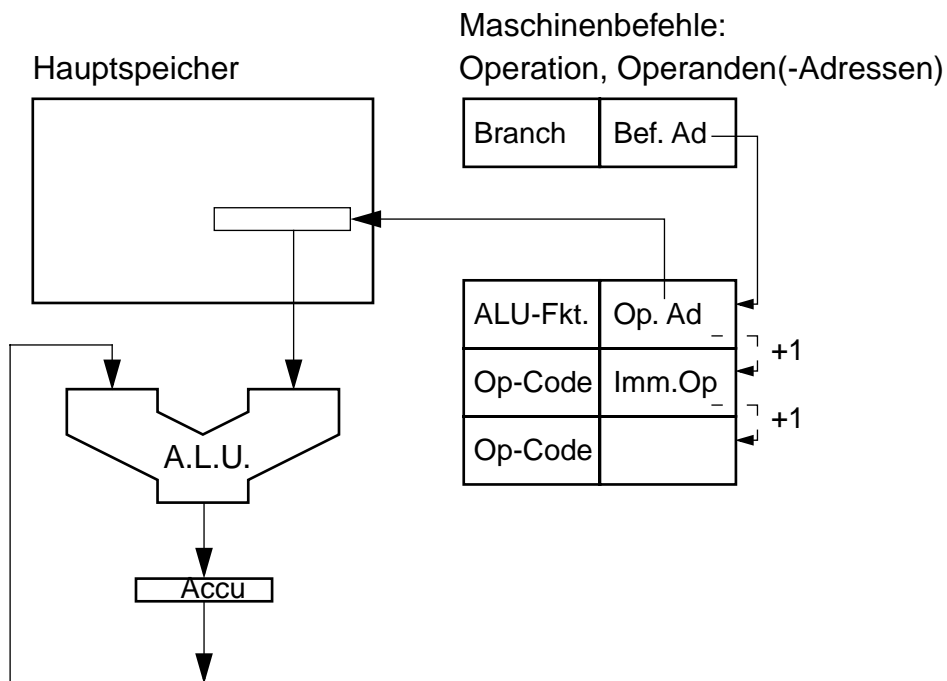 Maschinenbefehle:
Hauptspeicher
Operation, Operanden(-Adressen)
Branch
Bef. Ad
ALU-Fkt.
Op. Ad
+1
Op-Code
Imm.Op
+1
Op-Code
A.L.U.
Accu